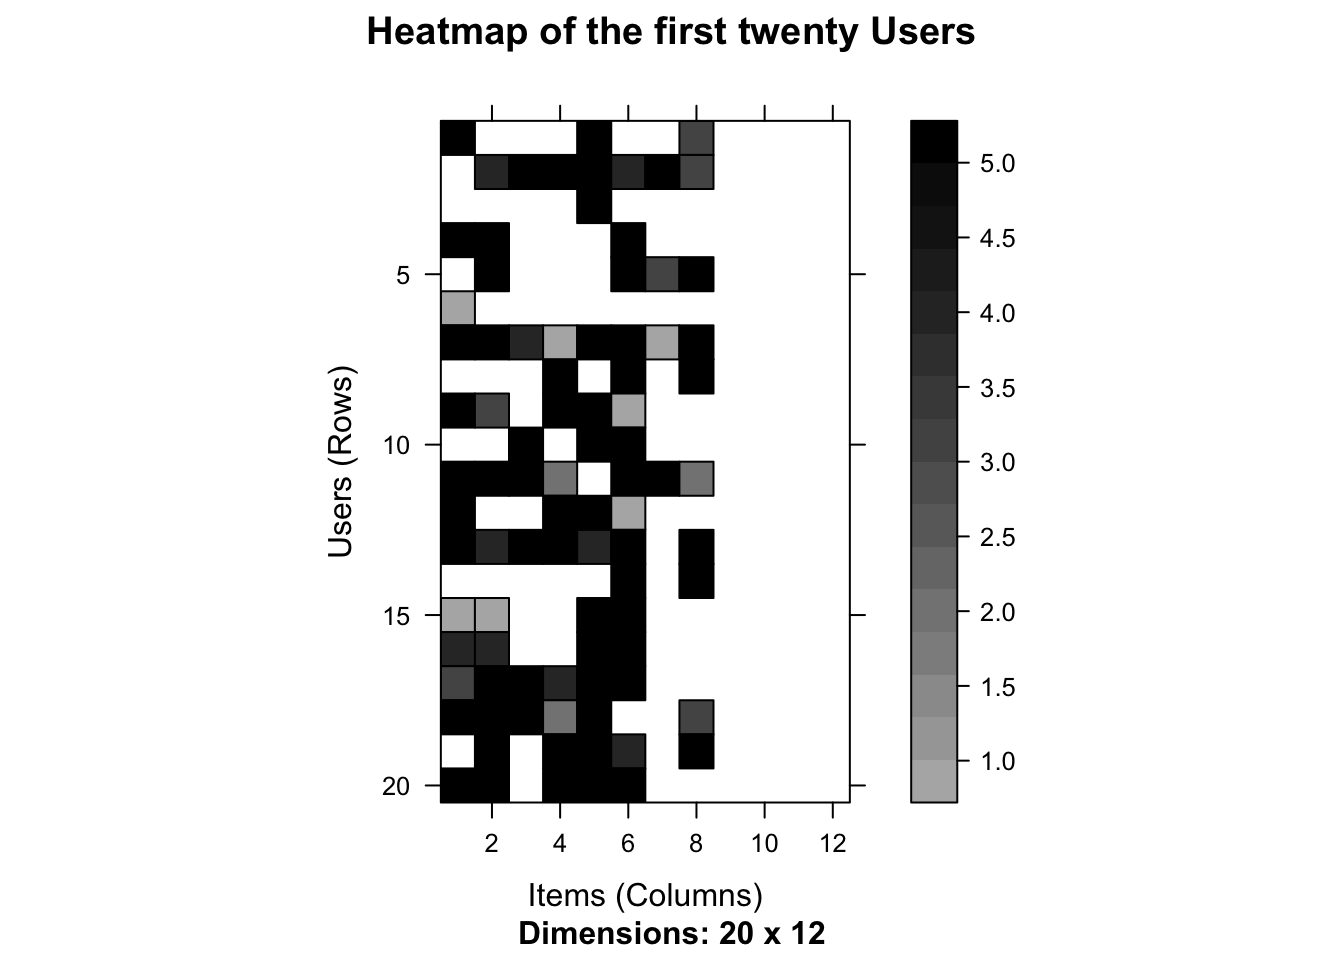 Heatmap of the first twenty Users
5.0
4.5
4.0
3.5
3.0
2.5
2.0
1.5
1.0
Users (Rows)
5
10
15
20
2 4 6 8 10 12
Items (Columns)
Dimensions: 20 x 12